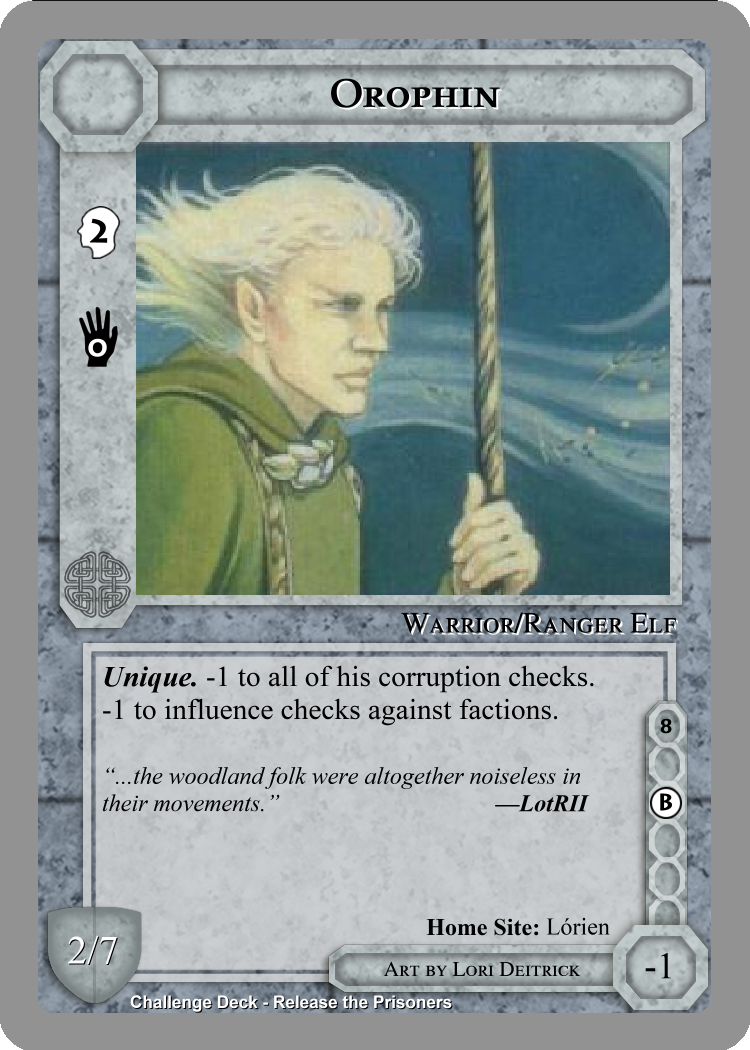 Orophin
2
0
Warrior/Ranger Elf
Unique. -1 to all of his corruption checks.
-1 to influence checks against factions.
8
“...the woodland folk were altogether noiseless in
their movements.” —LotRII
B
Home Site: Lórien
2/7
Art by Lori Deitrick
-1
Challenge Deck - Release the Prisoners